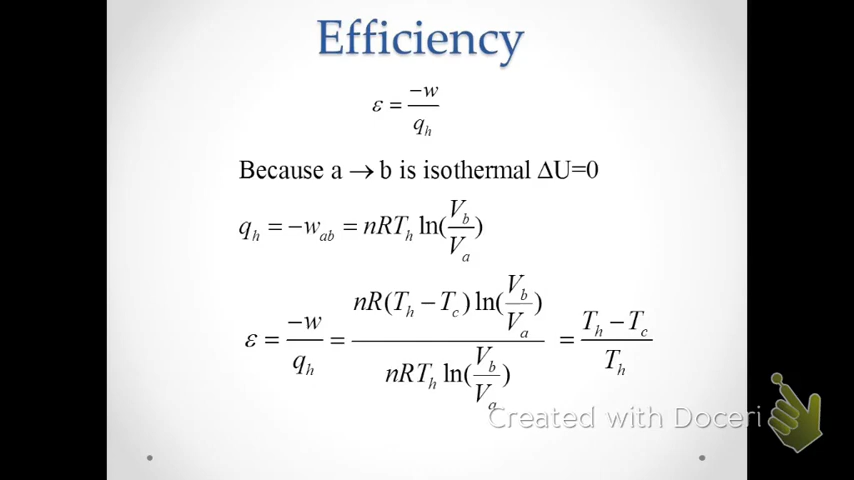 Efficiency
ε = −w / q_h
Because a → b is isothermal ΔU=0
q_h = −w_ab = nRT_h ln(V_b / V_a)
ε = −w / q_h = nR(T_h − T_c) ln(V_b / V_a) / nRT_h ln(V_b / V_a) = T_h − T_c / T_h
Created with Doceri